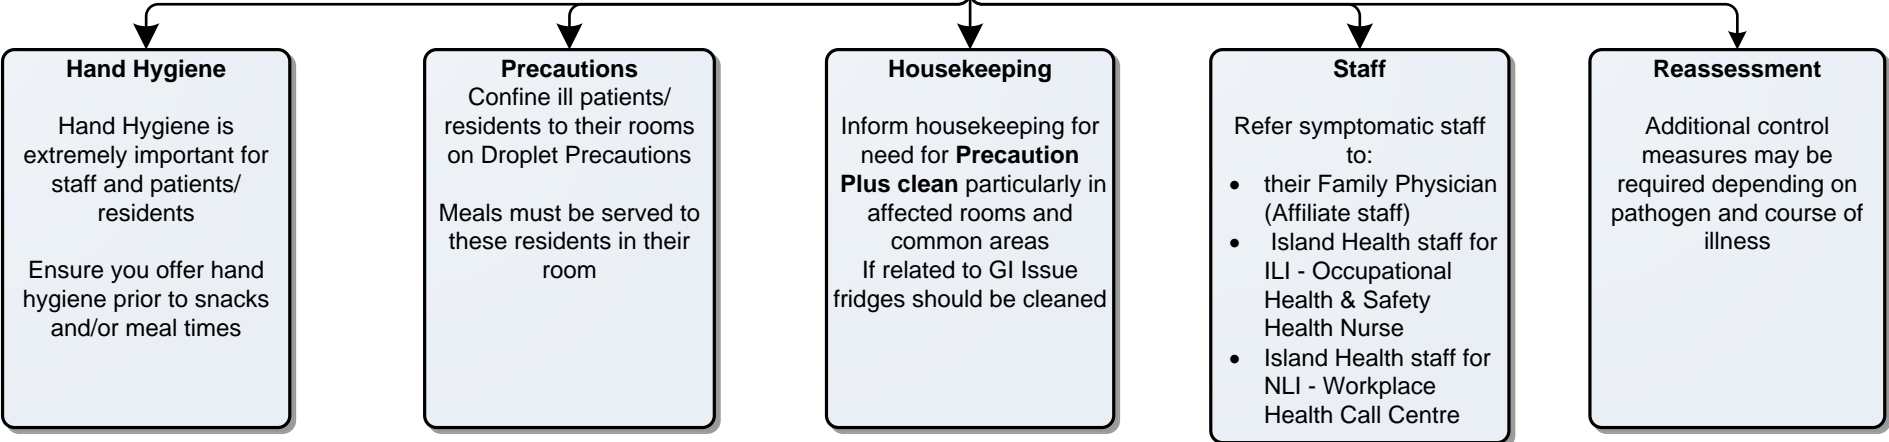 Hand Hygiene
Hand Hygiene is
extremely important for
staff and patients/
residents
Ensure you offer hand
hygiene prior to snacks
and/or meal times
Precautions
Confine ill patients/
residents to their rooms
on Droplet Precautions
Meals must be served to
these residents in their
room
Housekeeping
Inform housekeeping for
need for Precaution
Plus clean particularly in
affected rooms and
common areas
If related to GI Issue
fridges should be cleaned
Staff
Refer symptomatic staff
to:
• their Family Physician
(Affiliate staff)
• Island Health staff for
ILI - Occupational
Health & Safety
Health Nurse
• Island Health staff for
NLI - Workplace
Health Call Centre
Reassessment
Additional control
measures may be
required depending on
pathogen and course of
illness